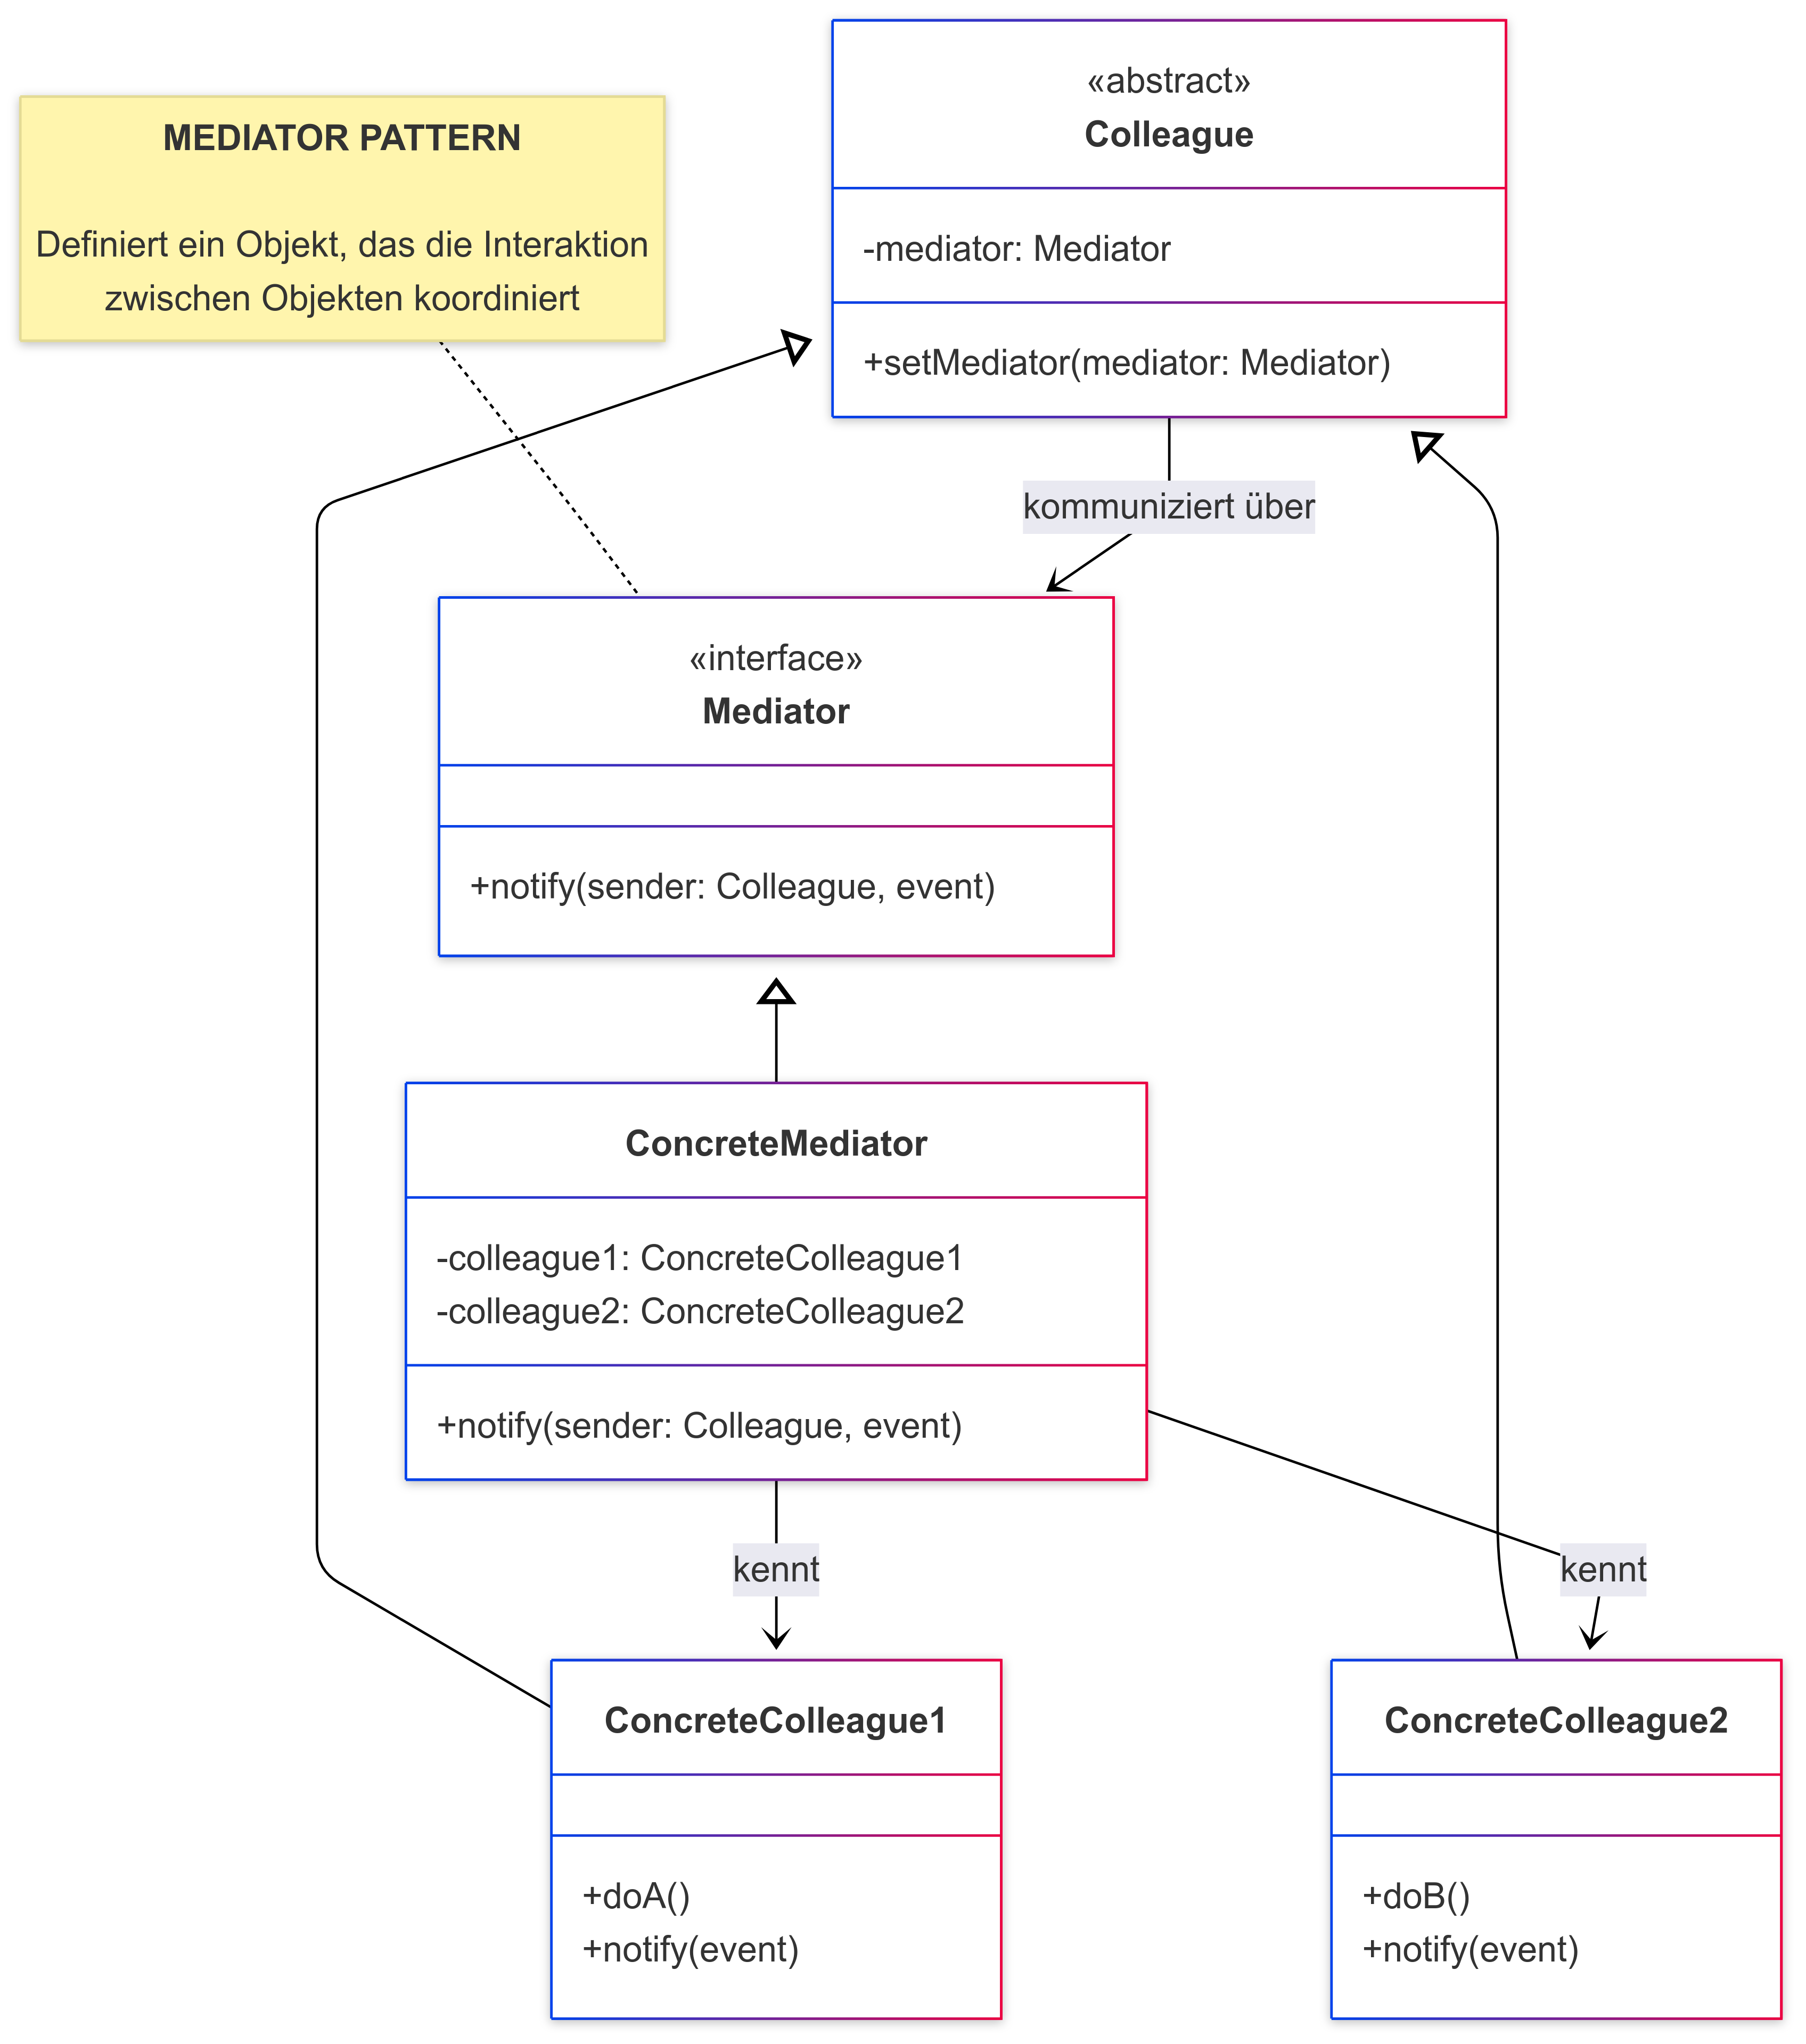 «abstract»
Colleague
-mediator: Mediator
+setMediator(mediator: Mediator)
MEDIATOR PATTERN
Definiert ein Objekt, das die Interaktion
zwischen Objekten koordiniert
kommuniziert über
«interface»
Mediator
+notify(sender: Colleague, event)
ConcreteMediator
-colleague1: ConcreteColleague1
-colleague2: ConcreteColleague2
+notify(sender: Colleague, event)
kennt
kennt
ConcreteColleague1
+doA()
+notify(event)
ConcreteColleague2
+doB()
+notify(event)